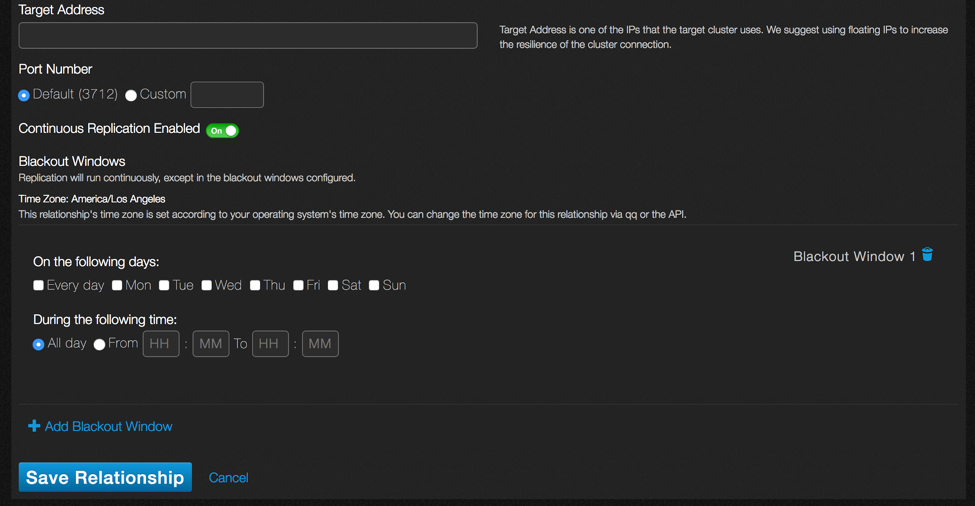 Target Address
Target Address is one of the IPs that the target cluster uses. We suggest using floating IPs to increase
the resilience of the cluster connection.
Port Number
Default (3712) Custom
Continuous Replication Enabled On
Blackout Windows
Replication will run continuously, except in the blackout windows configured.
Time Zone: America/Los Angeles
This relationship's time zone is set according to your operating system's time zone. You can change the time zone for this relationship via qq or the API.
Blackout Window 1
On the following days:
Every day Mon Tue Wed Thu Fri Sat Sun
During the following time:
All day From HH : MM To HH : MM
Add Blackout Window
Save Relationship Cancel